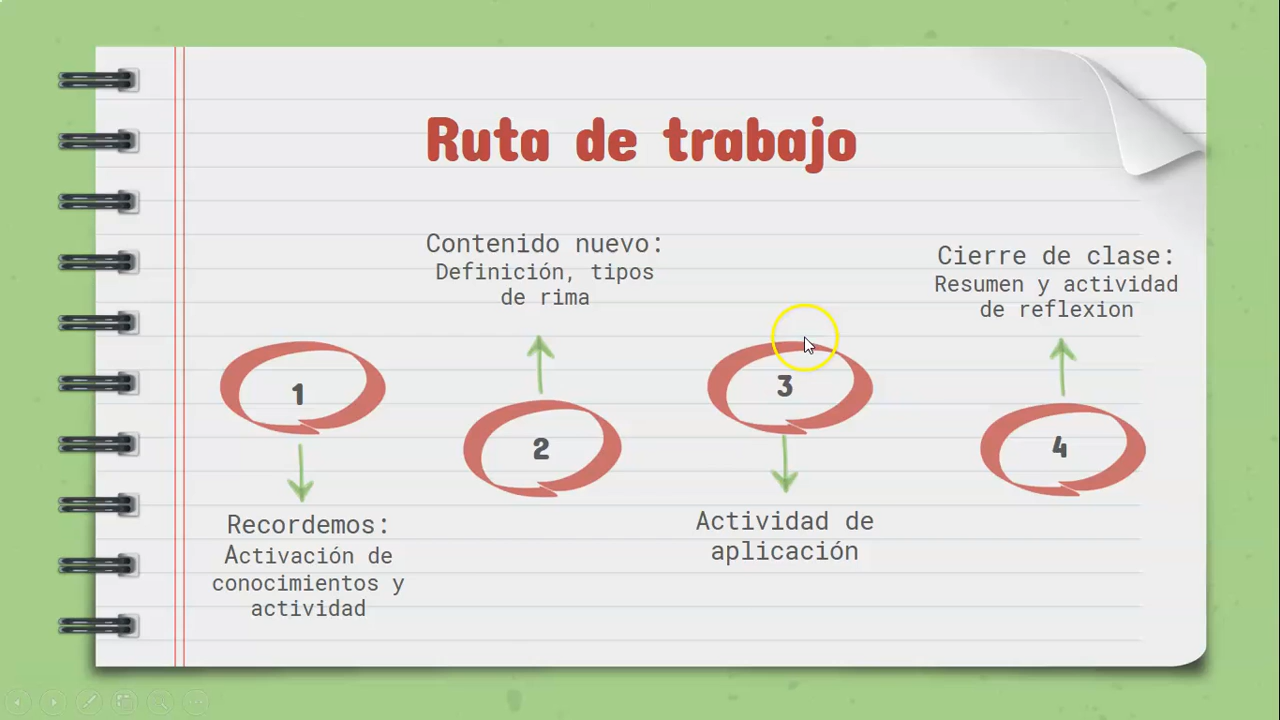 Ruta de trabajo
1
Recordemos:
Activación de
conocimientos y
actividad
Contenido nuevo:
Definición, tipos
de rima
2
3
Actividad de
aplicación
Cierre de clase:
Resumen y actividad
de reflexion
4